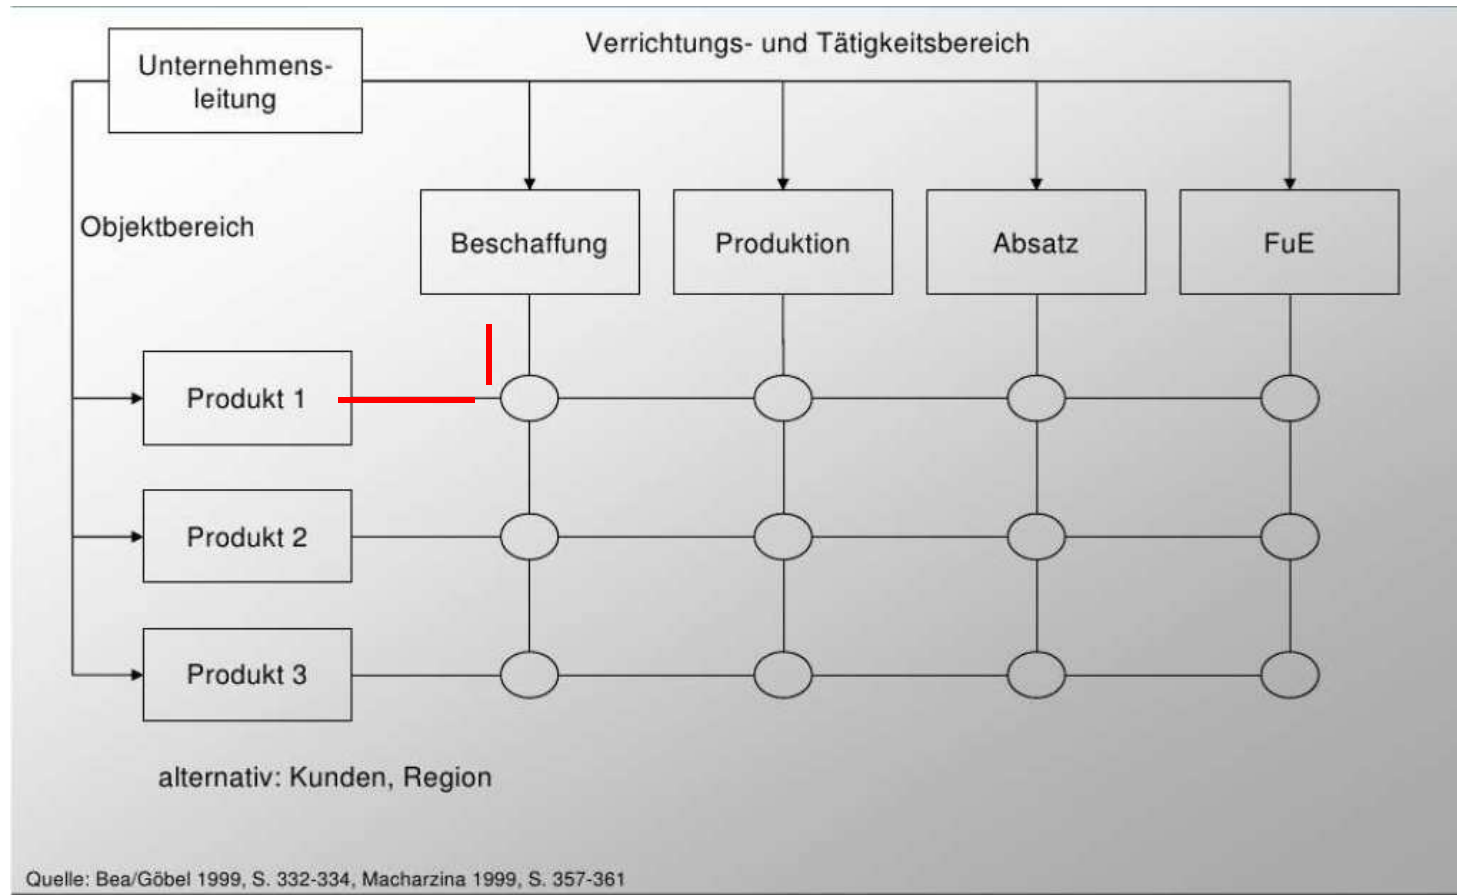 Verrichtungs- und Tätigkeitsbereich
Unternehmens-
leitung
Objektbereich
Beschaffung
Produktion
Absatz
FuE
Produkt 1
Produkt 2
Produkt 3
alternativ: Kunden, Region
Quelle: Bea/Göbel 1999, S. 332-334, Macharzina 1999, S. 357-361